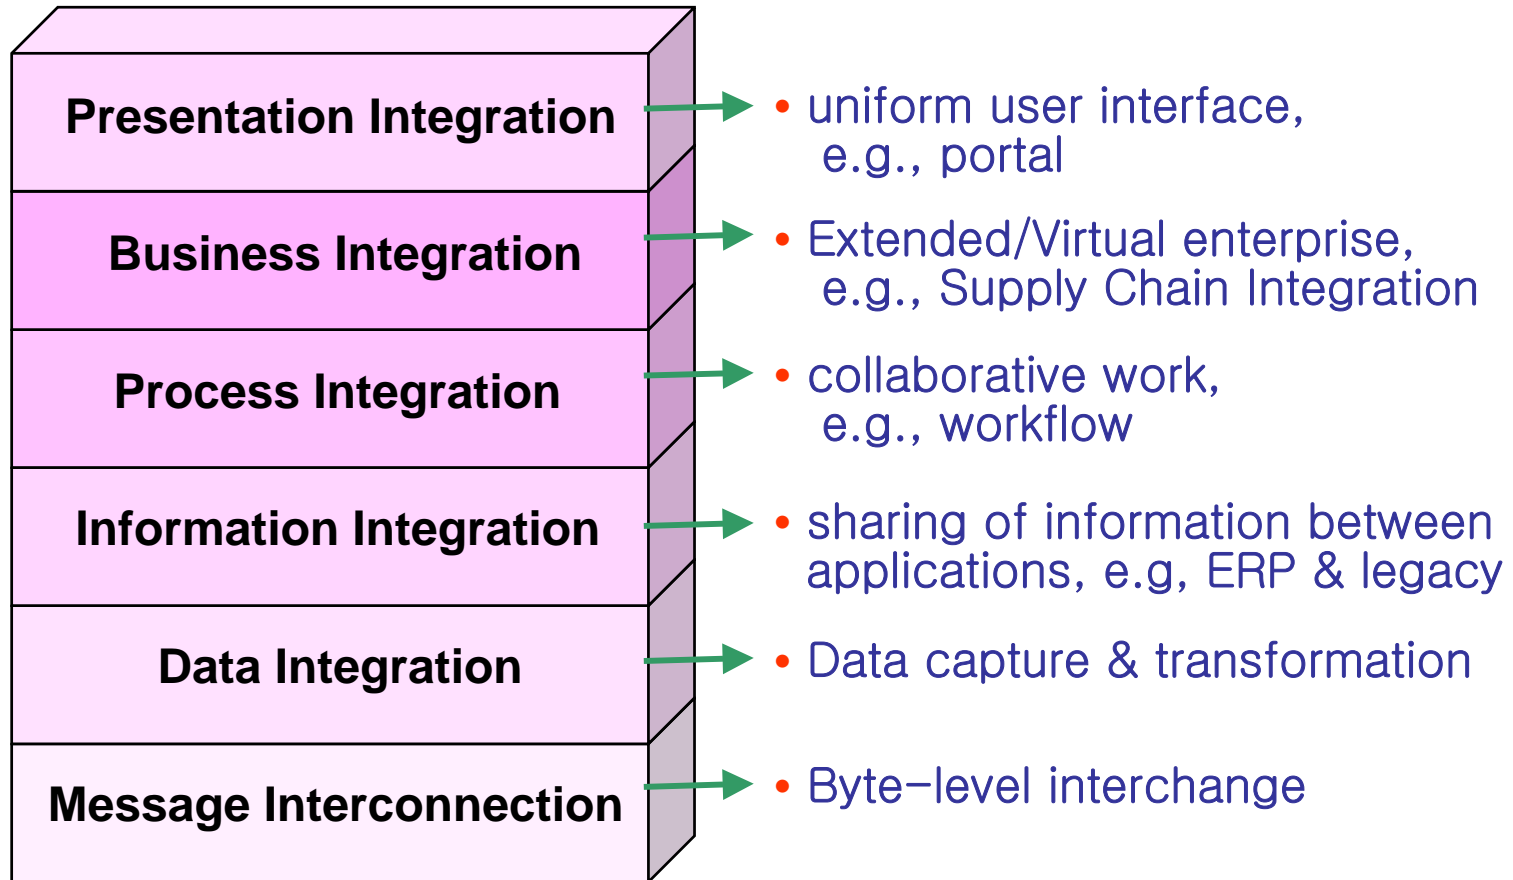 Presentation Integration
• uniform user interface,
e.g., portal
Business Integration
• Extended/Virtual enterprise,
e.g., Supply Chain Integration
Process Integration
• collaborative work,
e.g., workflow
Information Integration
• sharing of information between
applications, e.g, ERP & legacy
Data Integration
• Data capture & transformation
Message Interconnection
• Byte-level interchange